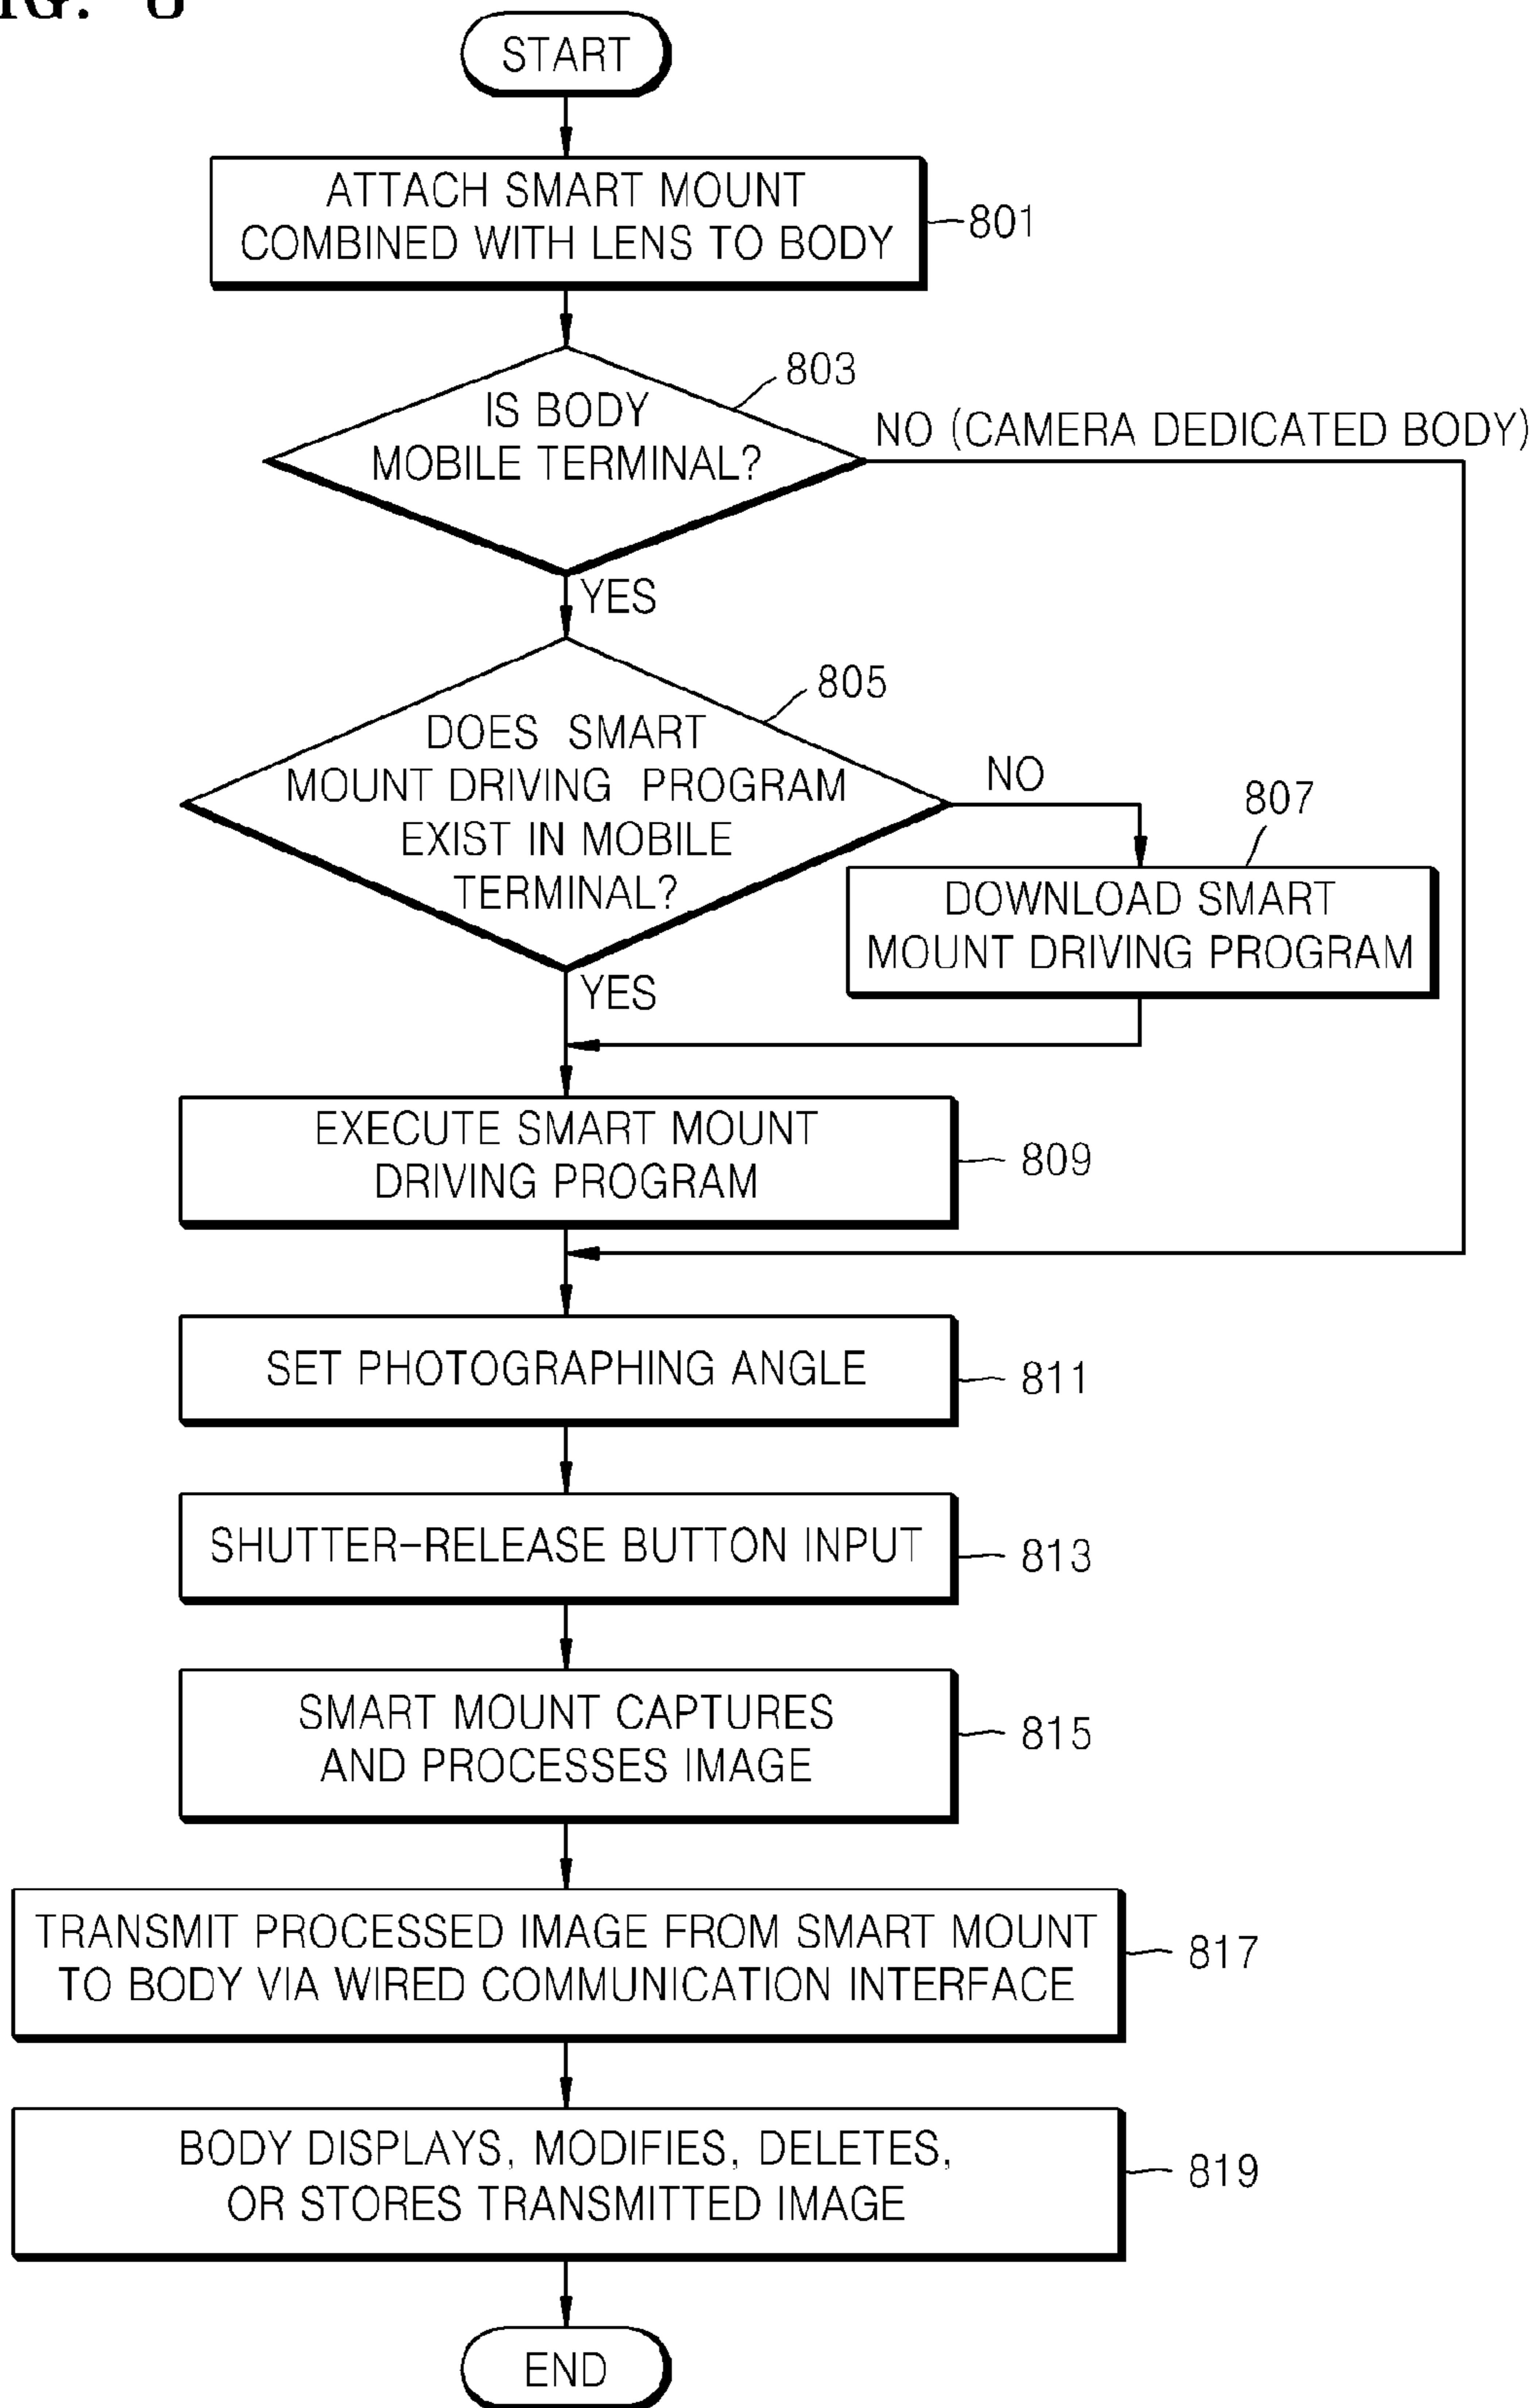 START
ATTACH SMART MOUNT
COMBINED WITH LENS TO BODY
801
IS BODY
MOBILE TERMINAL?
803
NO (CAMERA DEDICATED BODY)
YES
DOES SMART
MOUNT DRIVING PROGRAM
EXIST IN MOBILE
TERMINAL?
805
NO
807
DOWNLOAD SMART
MOUNT DRIVING PROGRAM
YES
EXECUTE SMART MOUNT
DRIVING PROGRAM
809
SET PHOTOGRAPHING ANGLE
811
SHUTTER-RELEASE BUTTON INPUT
813
SMART MOUNT CAPTURES
AND PROCESSES IMAGE
815
TRANSMIT PROCESSED IMAGE FROM SMART MOUNT
TO BODY VIA WIRED COMMUNICATION INTERFACE
817
BODY DISPLAYS, MODIFIES, DELETES,
OR STORES TRANSMITTED IMAGE
819
END